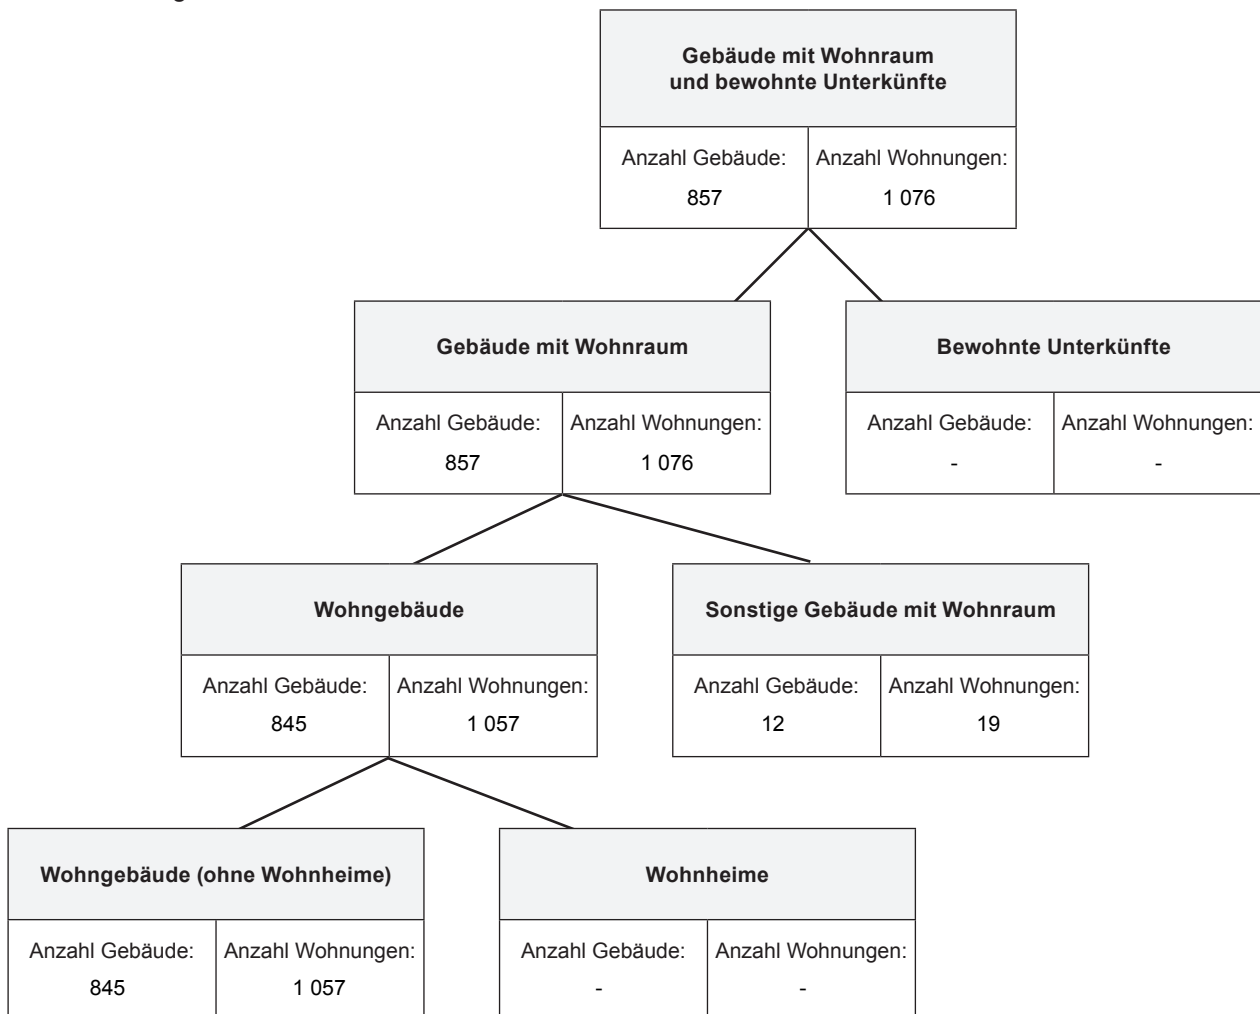 Gebäude mit Wohnraum
und bewohnte Unterkünfte
Anzahl Gebäude: Anzahl Wohnungen:
857 1 076
Gebäude mit Wohnraum Bewohnte Unterkünfte
Anzahl Gebäude: Anzahl Wohnungen: Anzahl Gebäude: Anzahl Wohnungen:
857 1 076 - -
Wohngebäude Sonstige Gebäude mit Wohnraum
Anzahl Gebäude: Anzahl Wohnungen: Anzahl Gebäude: Anzahl Wohnungen:
845 1 057 12 19
Wohngebäude (ohne Wohnheime) Wohnheime
Anzahl Gebäude: Anzahl Wohnungen: Anzahl Gebäude: Anzahl Wohnungen:
845 1 057 - -